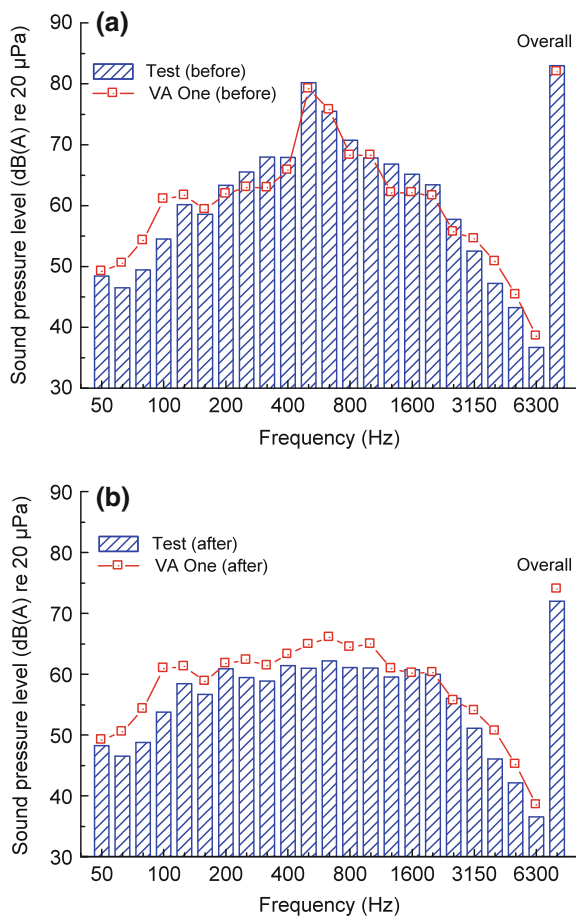 (a)
Overall
90
80
70
60
50
40
30
Sound pressure level (dB(A) re 20 μPa)
Test (before)
VA One (before)
50 100 200 400 800 1600 3150 6300
Frequency (Hz)
(b)
Overall
90
80
70
60
50
40
30
Sound pressure level (dB(A) re 20 μPa)
Test (after)
VA One (after)
50 100 200 400 800 1600 3150 6300
Frequency (Hz)